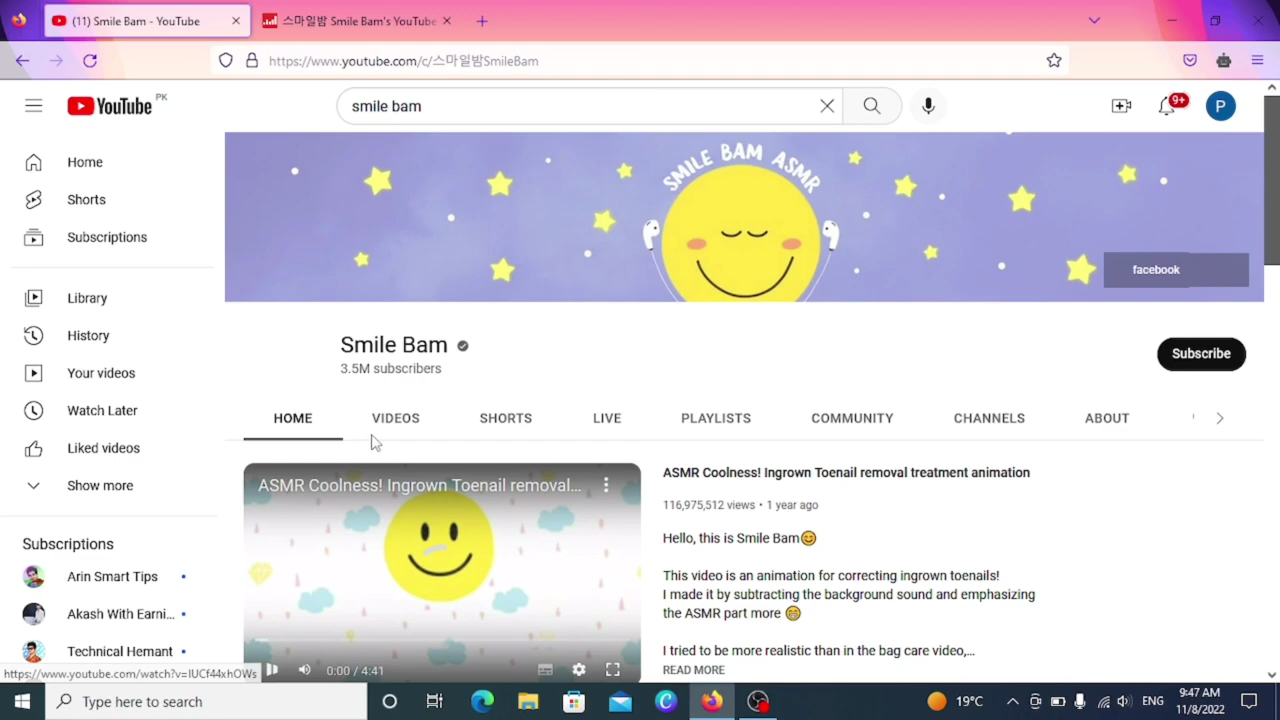 (11) Smile Bam - YouTube
스마일밤 Smile Bam's YouTube
https://www.youtube.com/c/스마일밤SmileBam
YouTube PK
smile bam
9+
P
Home
Shorts
Subscriptions
Library
History
Your videos
Watch Later
Liked videos
Show more
Subscriptions
Arin Smart Tips
Akash With Earni...
Technical Hemant
SMILE BAM ASMR
facebook
Smile Bam
3.5M subscribers
Subscribe
HOME VIDEOS SHORTS LIVE PLAYLISTS COMMUNITY CHANNELS ABOUT
ASMR Coolness! Ingrown Toenail removal...
0:00 / 4:41
ASMR Coolness! Ingrown Toenail removal treatment animation
116,975,512 views • 1 year ago
Hello, this is Smile Bam😊
This video is an animation for correcting ingrown toenails!
I made it by subtracting the background sound and emphasizing
the ASMR part more 😁
I tried to be more realistic than in the bag care video,...
READ MORE
https://www.youtube.com/watch?v=IUCf44xhOWs
Type here to search
19°C
ENG
9:47 AM
11/8/2022